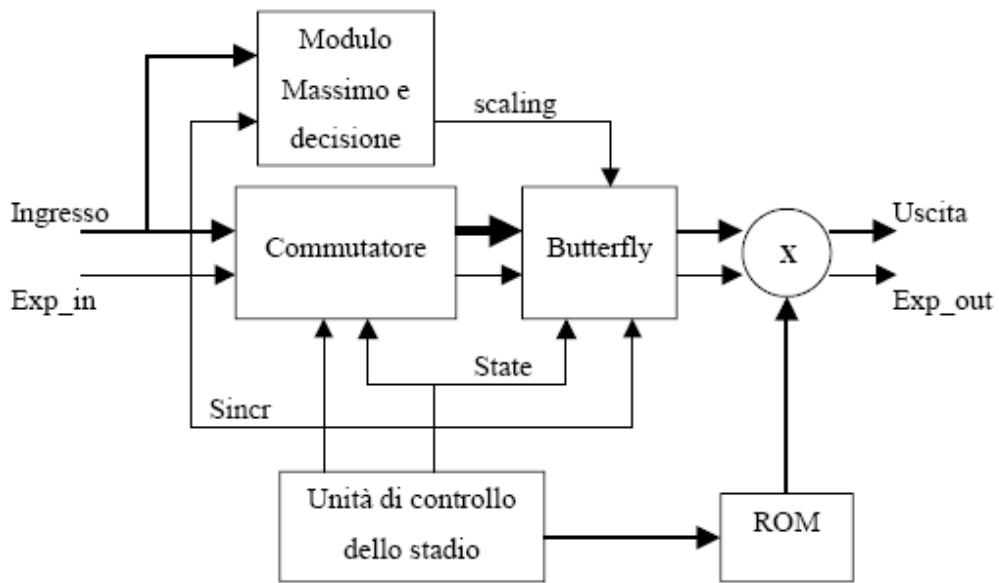 Modulo
Massimo e
decisione
scaling
Ingresso
Commutatore
Butterfly
x
Uscita
Exp_in
Exp_out
State
Sincr
Unità di controllo
dello stadio
ROM